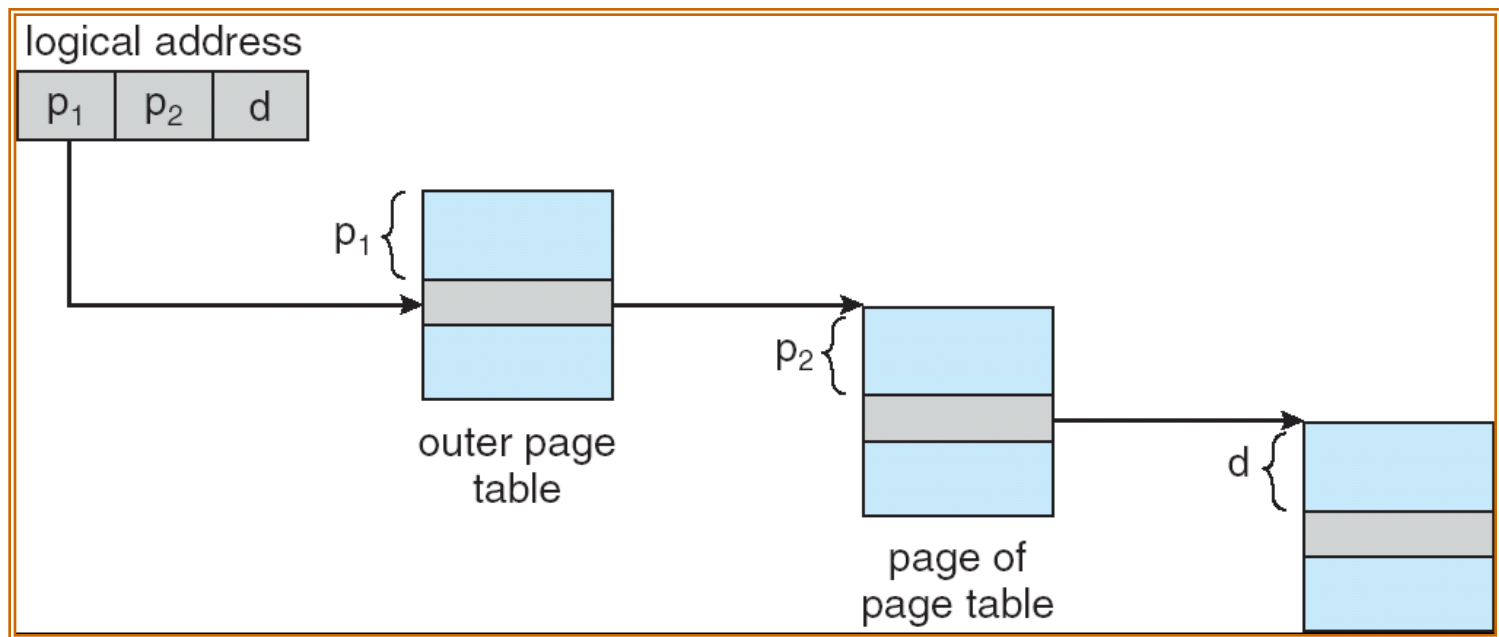 logical address
p₁ p₂ d
p₁
outer page
table
p₂
page of
page table
d